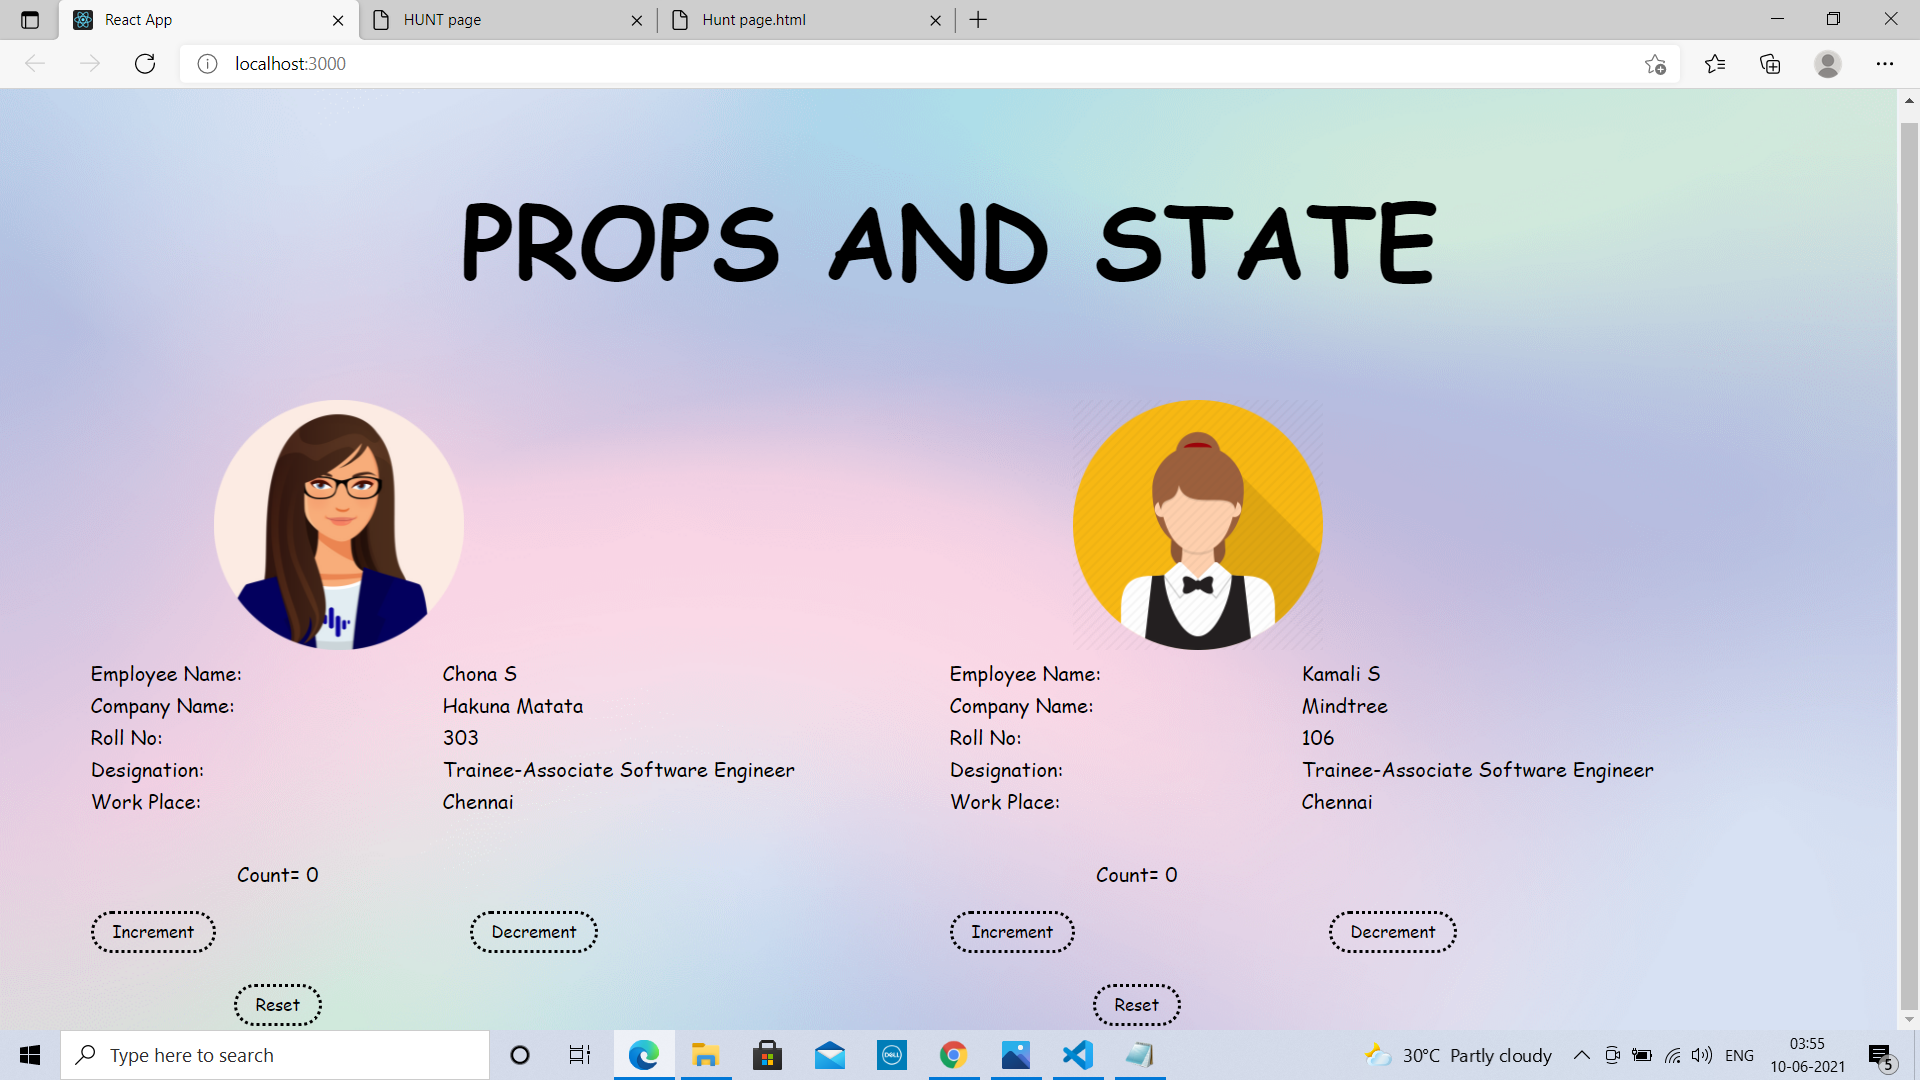 React App
HUNT page
Hunt page.html
localhost:3000
PROPS AND STATE
Employee Name: Chona S
Company Name: Hakuna Matata
Roll No: 303
Designation: Trainee-Associate Software Engineer
Work Place: Chennai
Count= 0
Increment
Decrement
Reset
Employee Name: Kamali S
Company Name: Mindtree
Roll No: 106
Designation: Trainee-Associate Software Engineer
Work Place: Chennai
Count= 0
Increment
Decrement
Reset
Type here to search
DELL
30°C Partly cloudy
ENG
03:55
10-06-2021
5